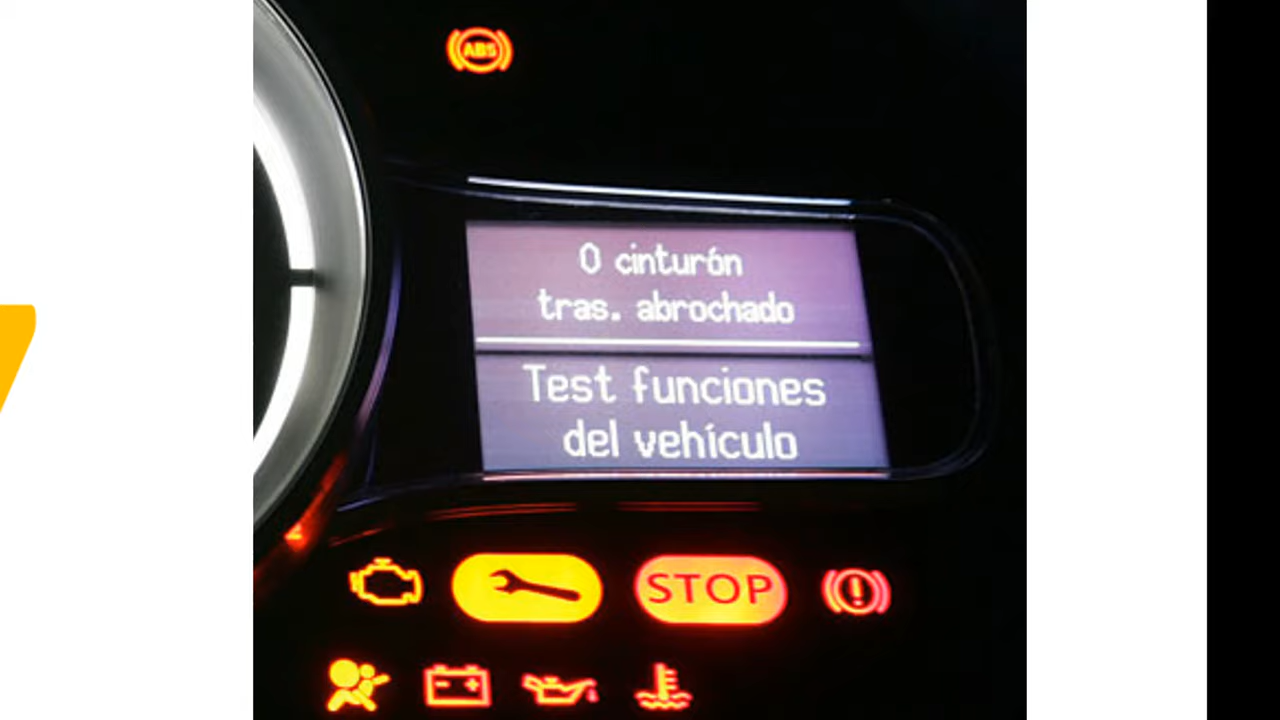 ABS
0 cinturón
tras. abrochado
Test funciones
del vehículo
STOP